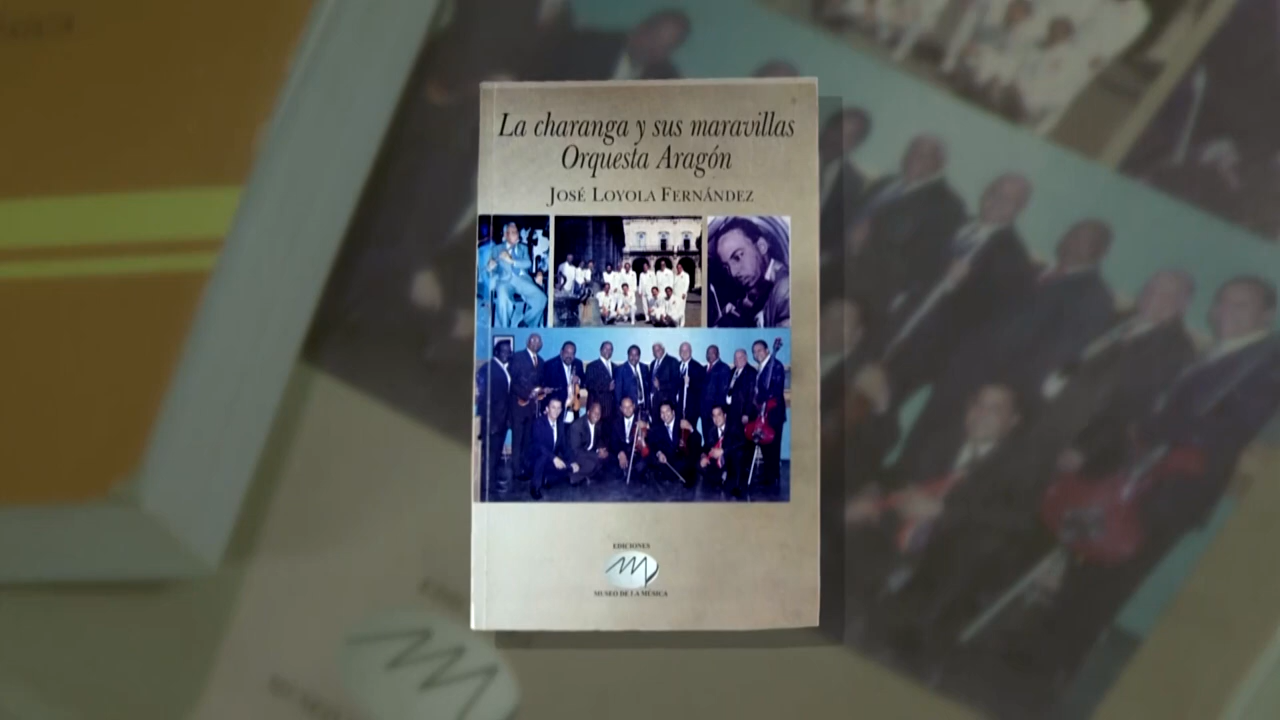 La charanga y sus maravillas
Orquesta Aragón
JOSÉ LOYOLA FERNÁNDEZ
EDICIONES
MUSEO DE LA MÚSICA